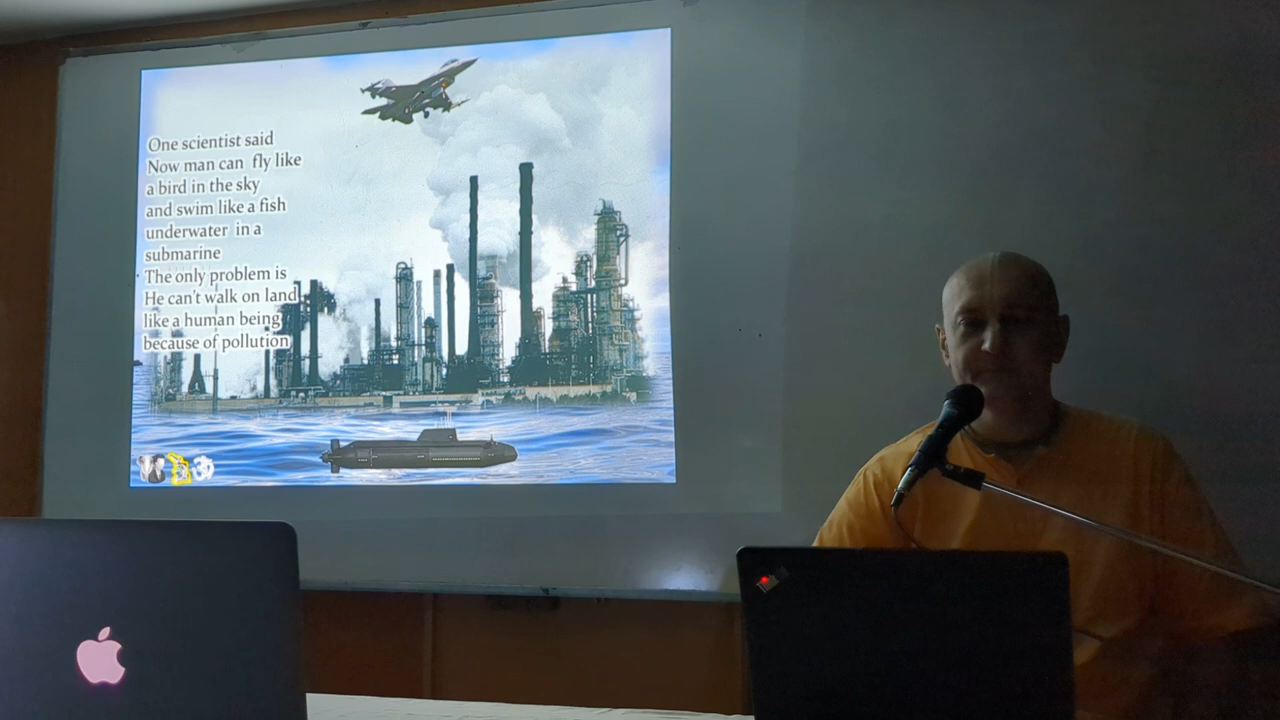 One scientist said
Now man can fly like
a bird in the sky
and swim like a fish
underwater in a
submarine
The only problem is
He can't walk on land
like a human being
because of pollution